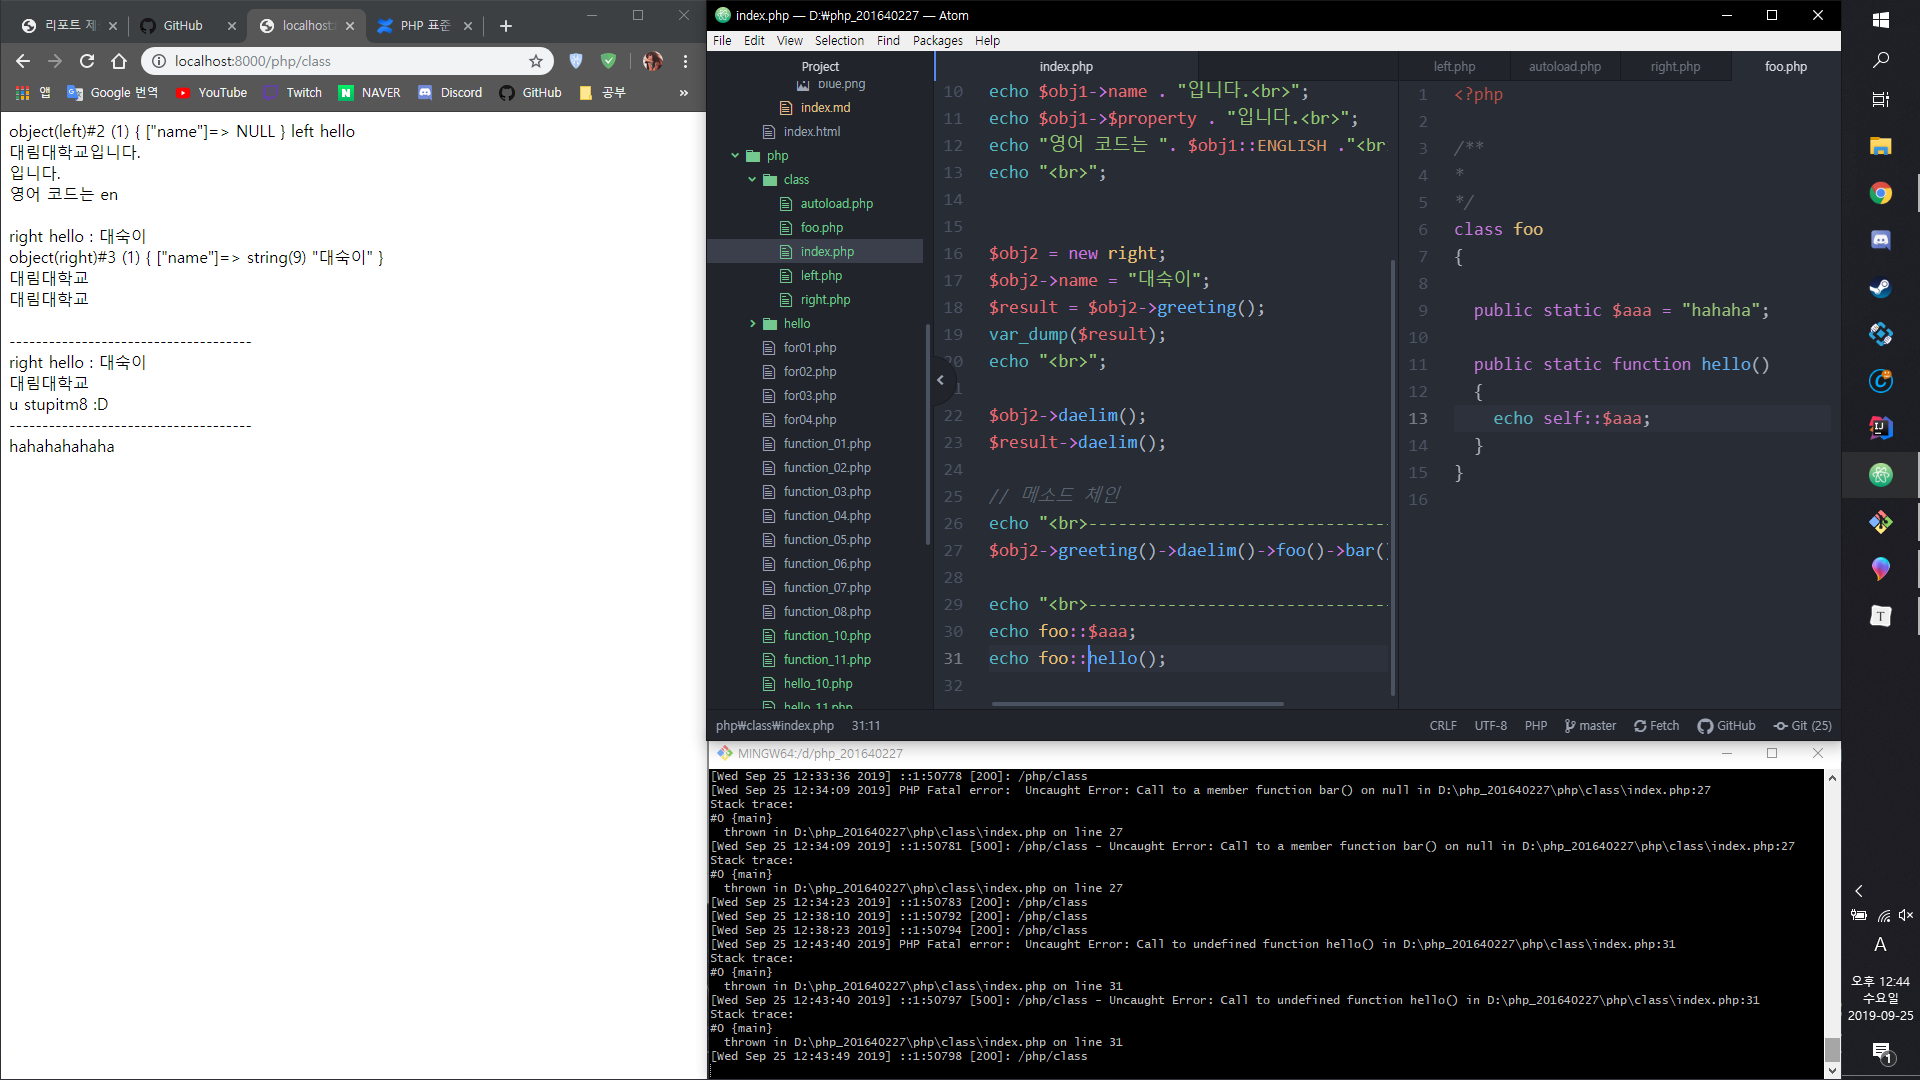 리포트 제
GitHub
localhost:
PHP 표준
localhost:8000/php/class
앱
Google 번역
YouTube
Twitch
NAVER
Discord
GitHub
공부
»
object(left)#2 (1) { ["name"]=> NULL } left hello
대림대학교입니다.
입니다.
영어 코드는 en
right hello : 대숙이
object(right)#3 (1) { ["name"]=> string(9) "대숙이" }
대림대학교
대림대학교
-------------------------------------
right hello : 대숙이
대림대학교
u stupitm8 :D
-------------------------------------
hahahahahaha
index.php — D:₩php_201640227 — Atom
File Edit View Selection Find Packages Help
Project
blue.png
index.md
index.html
php
class
autoload.php
foo.php
index.php
left.php
right.php
hello
for01.php
for02.php
for03.php
for04.php
function_01.php
function_02.php
function_03.php
function_04.php
function_05.php
function_06.php
function_07.php
function_08.php
function_10.php
function_11.php
hello_10.php
hello_11.php
index.php
10 echo $obj1->name . "입니다.<br>";
11 echo $obj1->$property . "입니다.<br>";
12 echo "영어 코드는 ". $obj1::ENGLISH ."<br
13 echo "<br>";
14
15
16 $obj2 = new right;
17 $obj2->name = "대숙이";
18 $result = $obj2->greeting();
19 var_dump($result);
20 echo "<br>";
22 $obj2->daelim();
23 $result->daelim();
24
25 // 메소드 체인
26 echo "<br>-------------------------------
27 $obj2->greeting()->daelim()->foo()->bar()
28
29 echo "<br>-------------------------------
30 echo foo::$aaa;
31 echo foo::hello();
32
left.php
autoload.php
right.php
foo.php
1 <?php
2
3 /**
4 *
5 */
6 class foo
7 {
8
9 public static $aaa = "hahaha";
10
11 public static function hello()
12 {
13 echo self::$aaa;
14 }
15 }
16
php₩class₩index.php 31:11
CRLF UTF-8 PHP master Fetch GitHub Git (25)
MINGW64:/d/php_201640227
[Wed Sep 25 12:33:36 2019] ::1:50778 [200]: /php/class
[Wed Sep 25 12:34:09 2019] PHP Fatal error:  Uncaught Error: Call to a member function bar() on null in D:\php_201640227\php\class\index.php:27
Stack trace:
#0 {main}
thrown in D:\php_201640227\php\class\index.php on line 27
[Wed Sep 25 12:34:09 2019] ::1:50781 [500]: /php/class - Uncaught Error: Call to a member function bar() on null in D:\php_201640227\php\class\index.php:27
Stack trace:
#0 {main}
thrown in D:\php_201640227\php\class\index.php on line 27
[Wed Sep 25 12:34:23 2019] ::1:50783 [200]: /php/class
[Wed Sep 25 12:38:10 2019] ::1:50792 [200]: /php/class
[Wed Sep 25 12:38:23 2019] ::1:50794 [200]: /php/class
[Wed Sep 25 12:43:40 2019] PHP Fatal error:  Uncaught Error: Call to undefined function hello() in D:\php_201640227\php\class\index.php:31
Stack trace:
#0 {main}
thrown in D:\php_201640227\php\class\index.php on line 31
[Wed Sep 25 12:43:40 2019] ::1:50797 [500]: /php/class - Uncaught Error: Call to undefined function hello() in D:\php_201640227\php\class\index.php:31
Stack trace:
#0 {main}
thrown in D:\php_201640227\php\class\index.php on line 31
[Wed Sep 25 12:43:49 2019] ::1:50798 [200]: /php/class
IJ
T
A
오후 12:44
수요일
2019-09-25
1